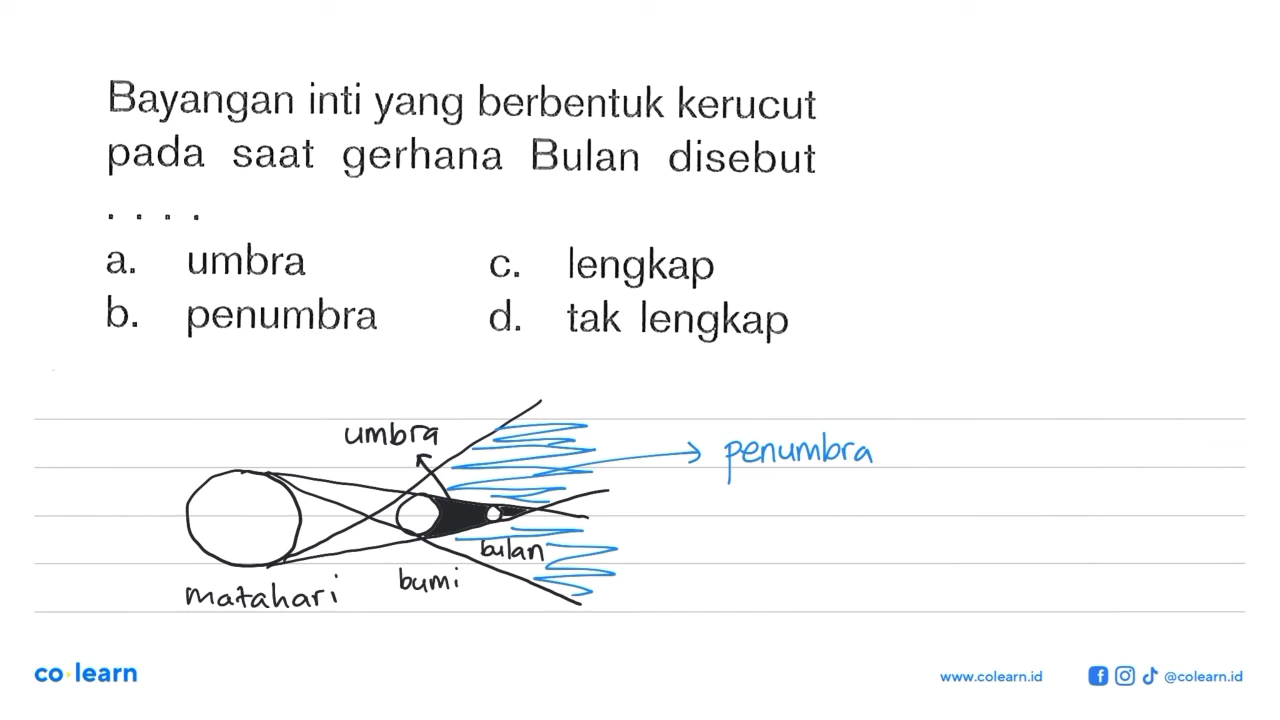 Bayangan inti yang berbentuk kerucut
pada saat gerhana Bulan disebut
. . . .
a. umbra c. lengkap
b. penumbra d. tak lengkap
umbra
penumbra
bulan
bumi
matahari
co learn
www.colearn.id @colearn.id